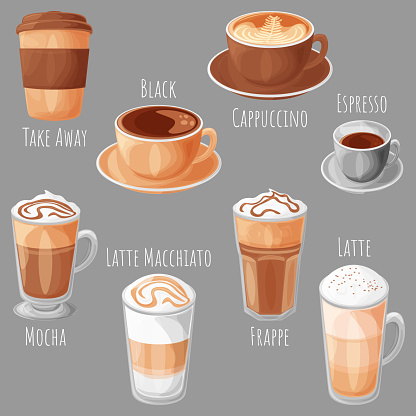 Black
Cappuccino
Espresso
Take Away
Latte Macchiato
Latte
Mocha
Frappe